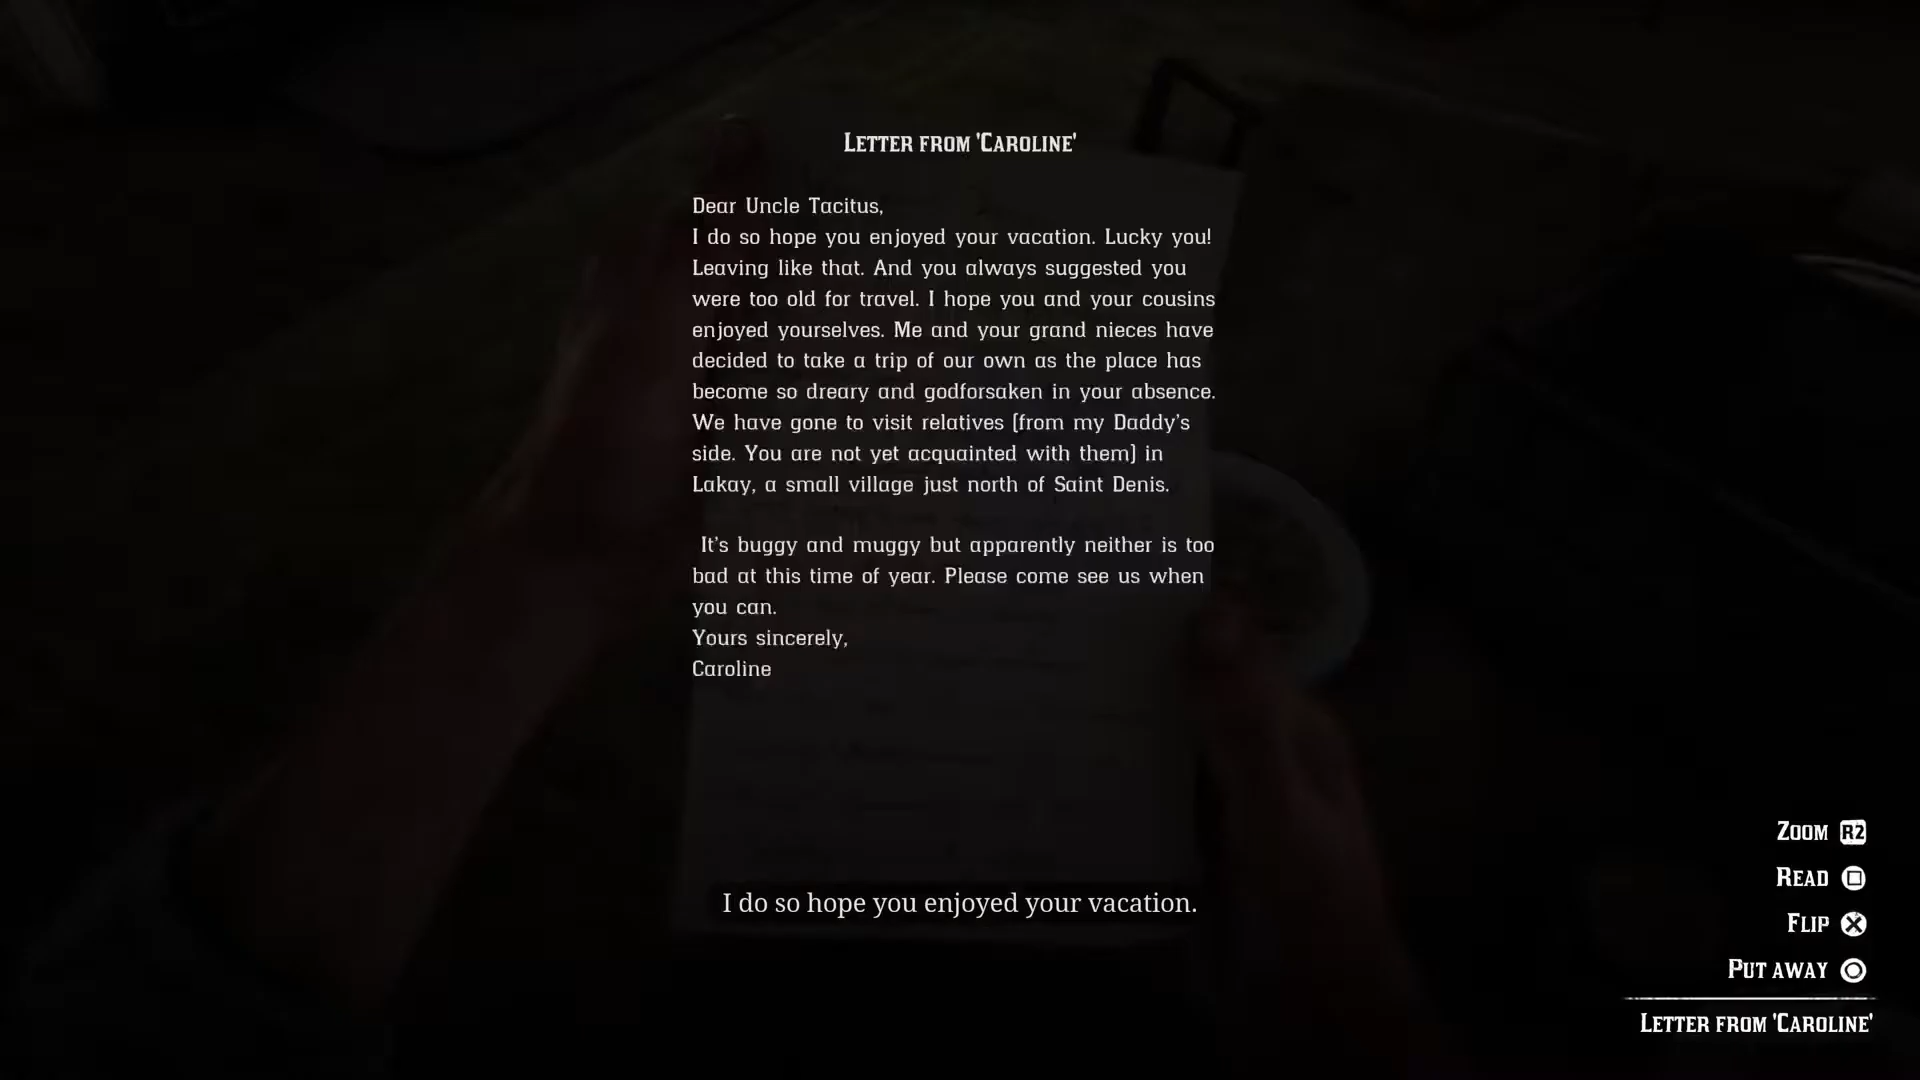 Letter from 'Caroline'
Dear Uncle Tacitus,
I do so hope you enjoyed your vacation. Lucky you!
Leaving like that. And you always suggested you
were too old for travel. I hope you and your cousins
enjoyed yourselves. Me and your grand nieces have
decided to take a trip of our own as the place has
become so dreary and godforsaken in your absence.
We have gone to visit relatives (from my Daddy's
side. You are not yet acquainted with them) in
Lakay, a small village just north of Saint Denis.
It's buggy and muggy but apparently neither is too
bad at this time of year. Please come see us when
you can.
Yours sincerely,
Caroline
I do so hope you enjoyed your vacation.
Zoom R2
Read
Flip
Put away
Letter from 'Caroline'